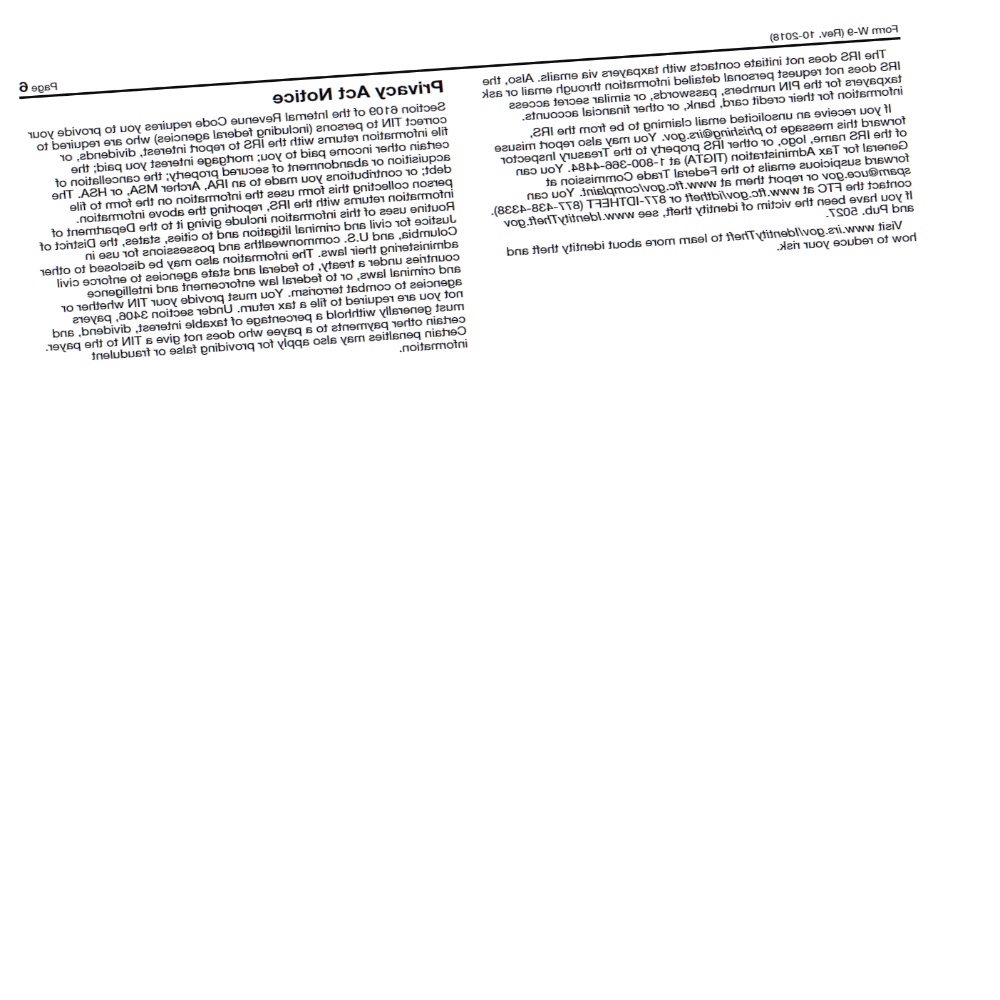 Form W-9 (Rev. 10-2018)
Page 6
The IRS does not initiate contacts with taxpayers via emails. Also, the
IRS does not request personal detailed information through email or ask
taxpayers for the PIN numbers, passwords, or similar secret access
information for their credit card, bank, or other financial accounts.
If you receive an unsolicited email claiming to be from the IRS,
forward this message to phishing@irs.gov. You may also report misuse
of the IRS name, logo, or other IRS property to the Treasury Inspector
General for Tax Administration (TIGTA) at 1-800-366-4484. You can
forward suspicious emails to the Federal Trade Commission at
spam@uce.gov or report them at www.ftc.gov/complaint. You can
contact the FTC at www.ftc.gov/idtheft or 877-IDTHEFT (877-438-4338).
If you have been the victim of identity theft, see www.IdentityTheft.gov
and Pub. 5027.
Visit www.irs.gov/IdentityTheft to learn more about identity theft and
how to reduce your risk.
Privacy Act Notice
Section 6109 of the Internal Revenue Code requires you to provide your
correct TIN to persons (including federal agencies) who are required to
file information returns with the IRS to report interest, dividends, or
certain other income paid to you; mortgage interest you paid; the
acquisition or abandonment of secured property; the cancellation of
debt; or contributions you made to an IRA, Archer MSA, or HSA. The
person collecting this form uses the information on the form to file
information returns with the IRS, reporting the above information.
Routine uses of this information include giving it to the Department of
Justice for civil and criminal litigation and to cities, states, the District of
Columbia, and U.S. commonwealths and possessions for use in
administering their laws. The information also may be disclosed to other
countries under a treaty, to federal and state agencies to enforce civil
and criminal laws, or to federal law enforcement and intelligence
agencies to combat terrorism. You must provide your TIN whether or
not you are required to file a tax return. Under section 3406, payers
must generally withhold a percentage of taxable interest, dividend, and
certain other payments to a payee who does not give a TIN to the payer.
Certain penalties may also apply for providing false or fraudulent
information.